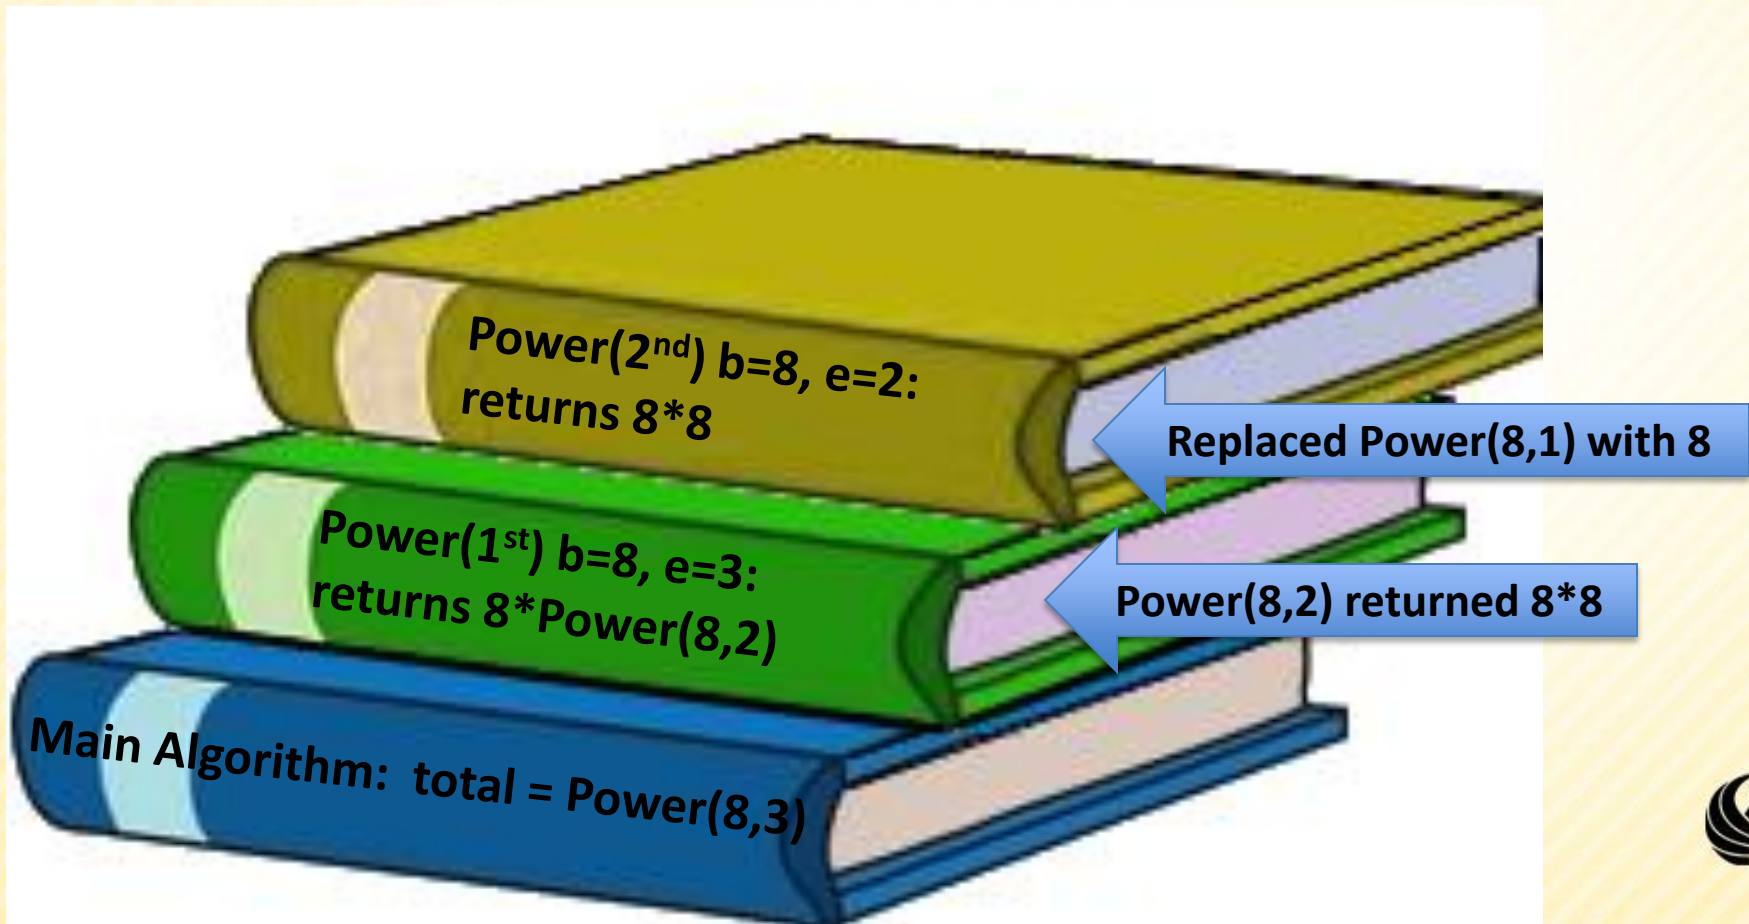 Power(2nd) b=8, e=2:
returns 8*8
Replaced Power(8,1) with 8
Power(1st) b=8, e=3:
returns 8*Power(8,2)
Power(8,2) returned 8*8
Main Algorithm:  total = Power(8,3)